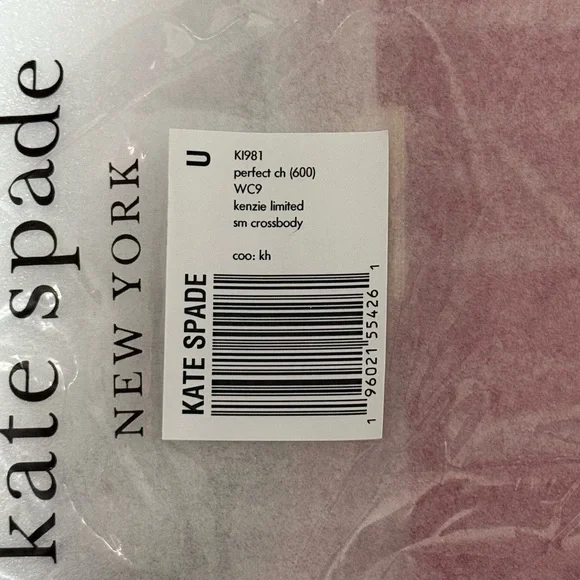 kate spade
NEW YORK
U
KI981
perfect ch (600)
WC9
kenzie limited
sm crossbody
coo: kh
KATE SPADE
1 96021 55426 1